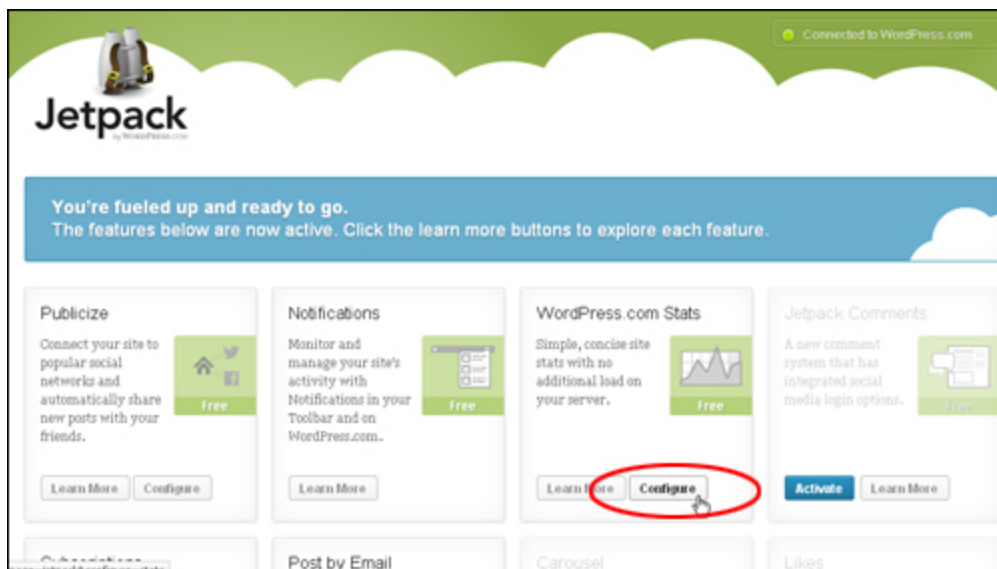 Connected to WordPress.com
Jetpack
by WORDPRESS.COM
You're fueled up and ready to go.
The features below are now active. Click the learn more buttons to explore each feature.
Publicize
Connect your site to
popular social
networks and
automatically share
new posts with your
friends.
Free
Learn More
Configure
Notifications
Monitor and
manage your site's
activity with
Notifications in your
Toolbar and on
WordPress.com.
Free
Learn More
WordPress.com Stats
Simple, concise site
stats with no
additional load on
your server.
Free
Learn More
Configure
Jetpack Comments
A new comment
system that has
integrated social
media login options.
Free
Activate
Learn More
Subscriptions
Post by Email
Carousel
Likes